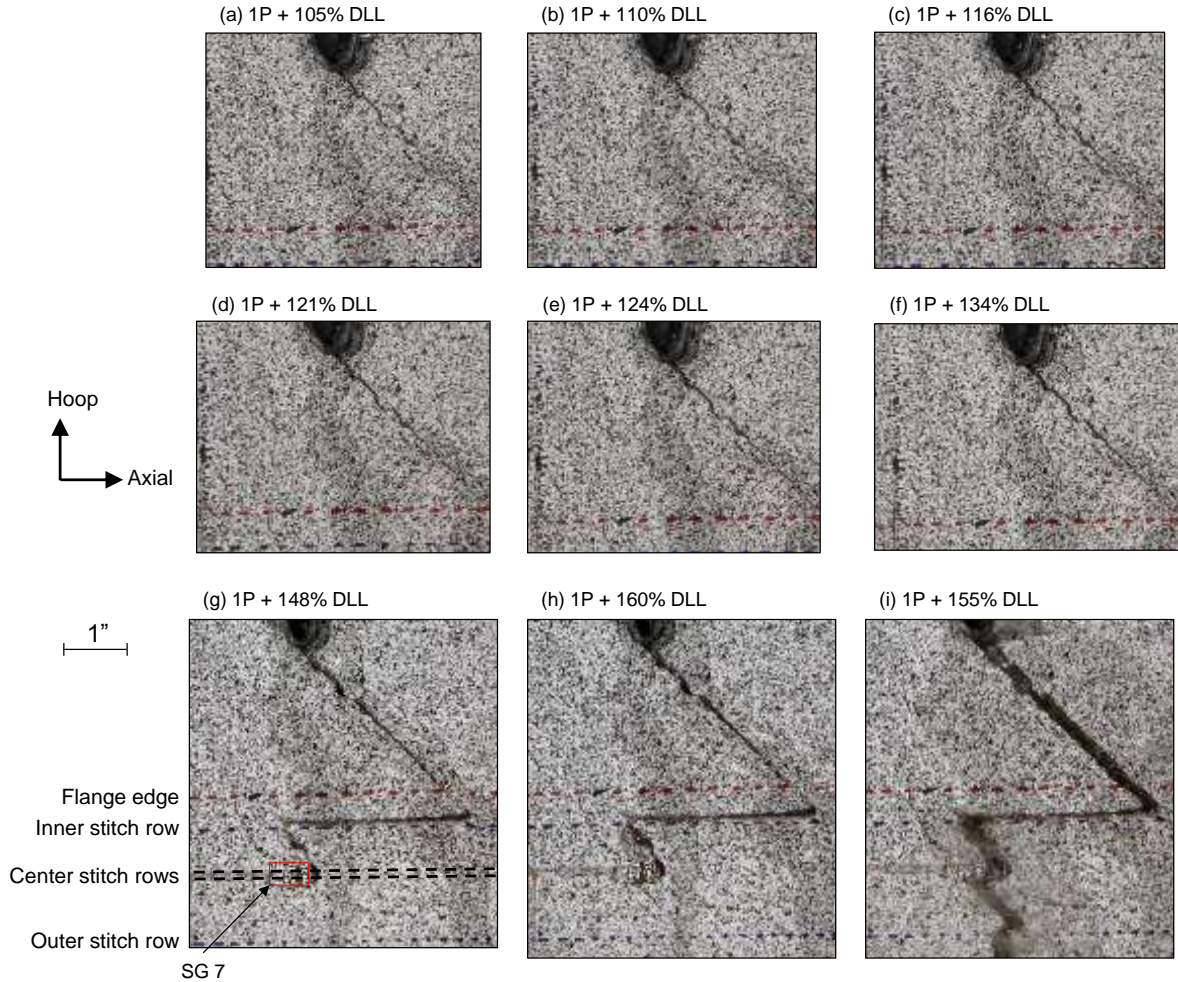 (a) 1P + 105% DLL
(b) 1P + 110% DLL
(c) 1P + 116% DLL
(d) 1P + 121% DLL
(e) 1P + 124% DLL
(f) 1P + 134% DLL
Hoop
Axial
(g) 1P + 148% DLL
(h) 1P + 160% DLL
(i) 1P + 155% DLL
1”
Flange edge
Inner stitch row
Center stitch rows
Outer stitch row
SG 7